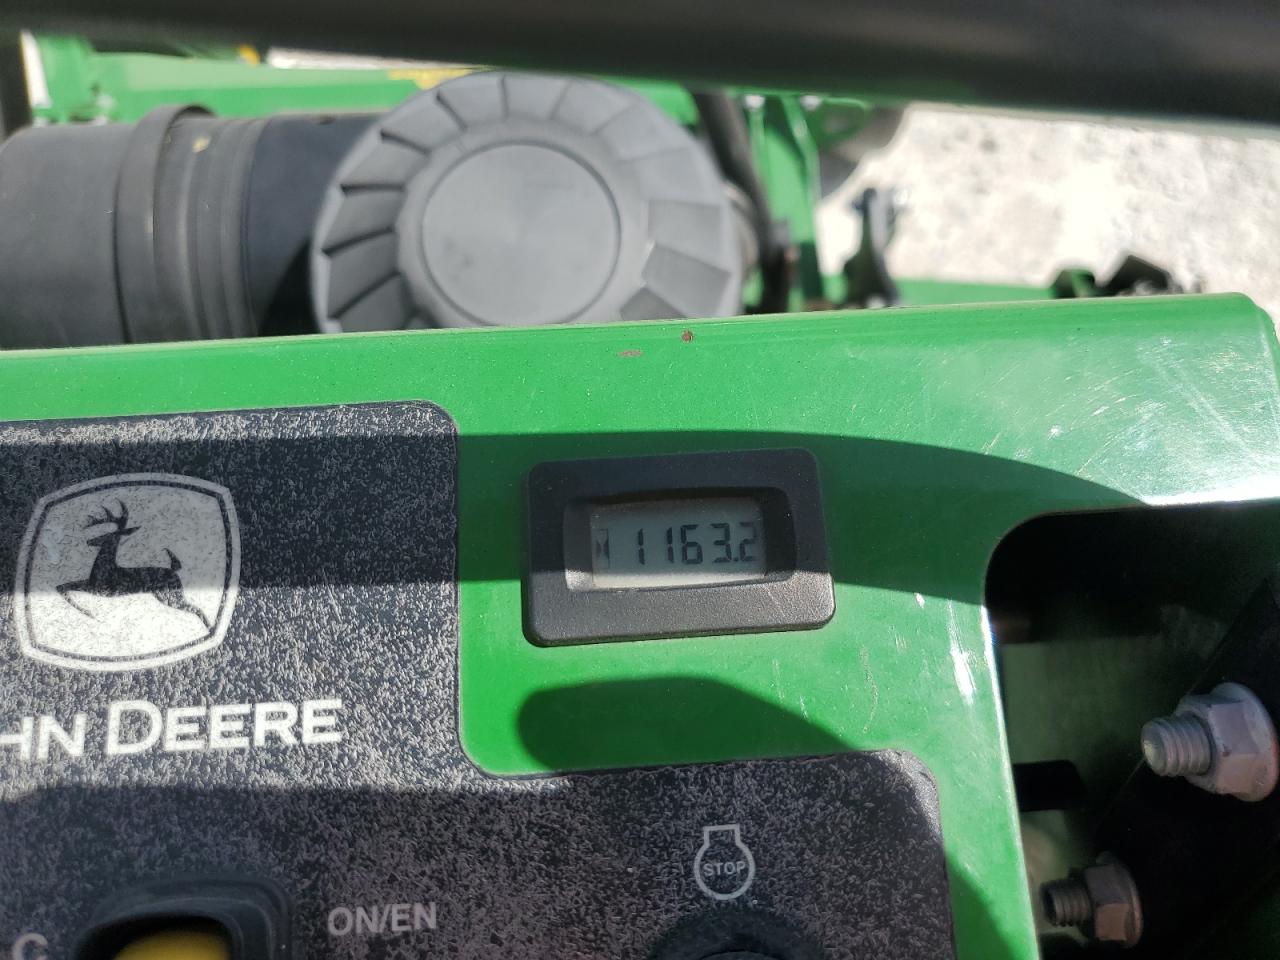 1163.2
HN DEERE
STOP
ON/EN
C